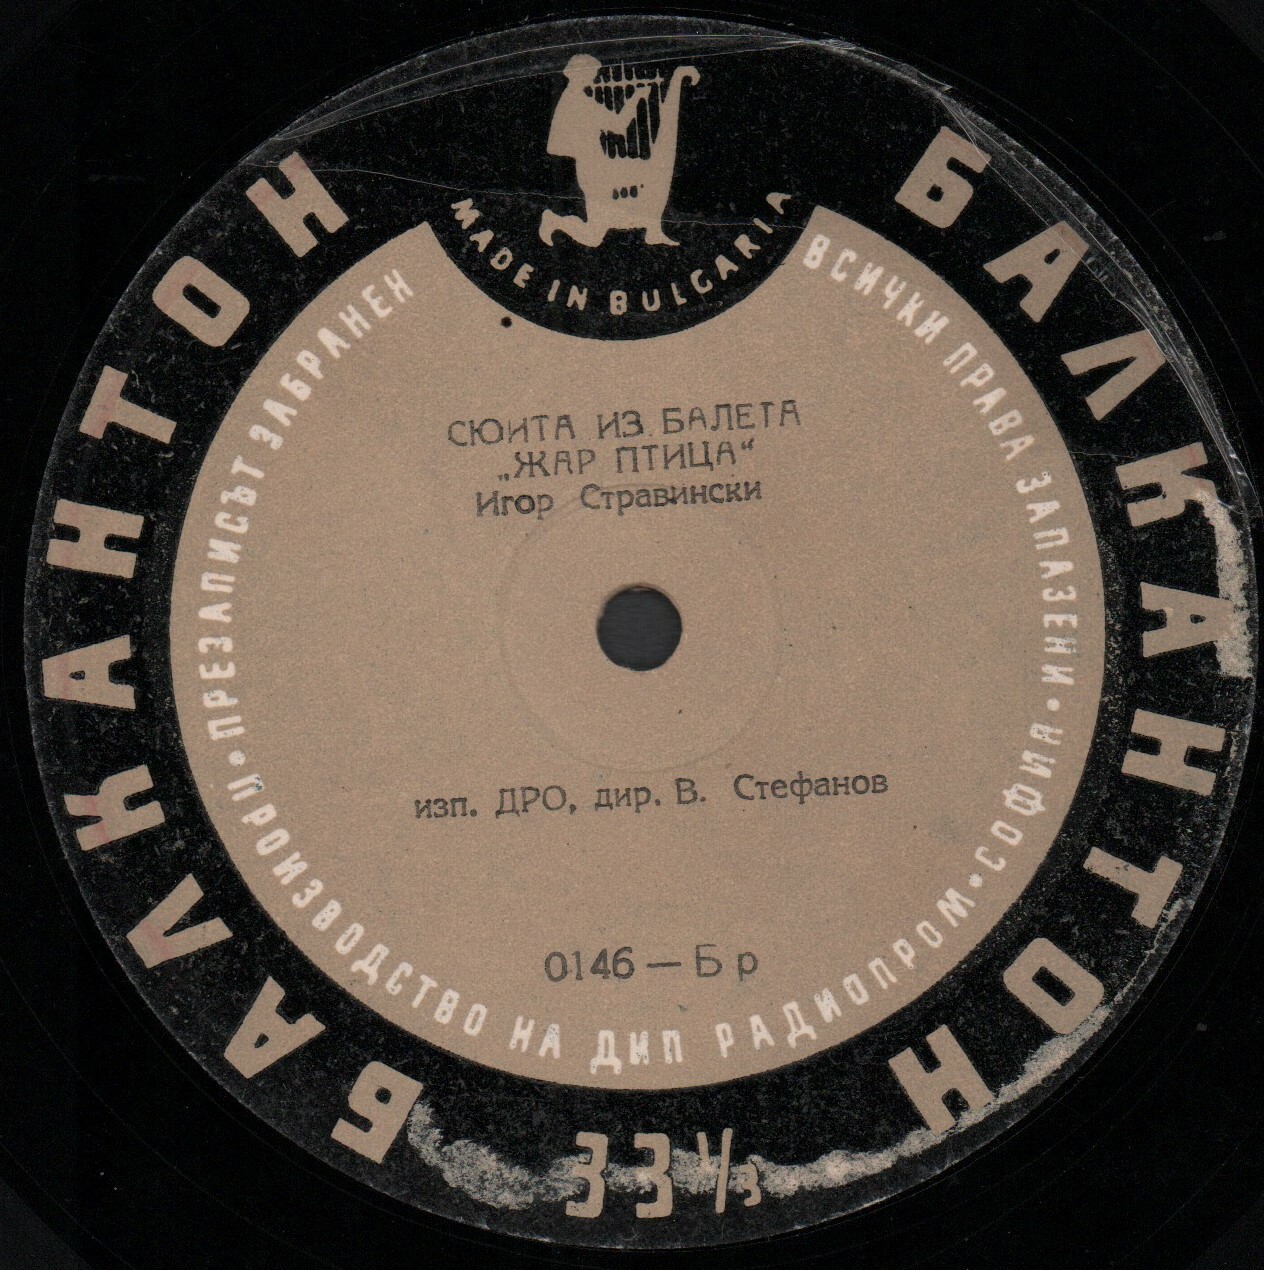 MADE IN BULGARIA
БАЛКАНТОН
БАЛКАНТОН
ВСИЧКИ ПРАВА ЗАПАЗЕНИ • СОФИЯ
• ПРОИЗВОДСТВО НА ДИП РАДИОПРОМ •
ПРЕЗАПИСЪТ ЗАБРАНЕН
СЮИТА ИЗ БАЛЕТА
„ЖАР ПТИЦА“
Игор Стравински
изп. ДРО, дир. В. Стефанов
0146 — Бр
33 1/3